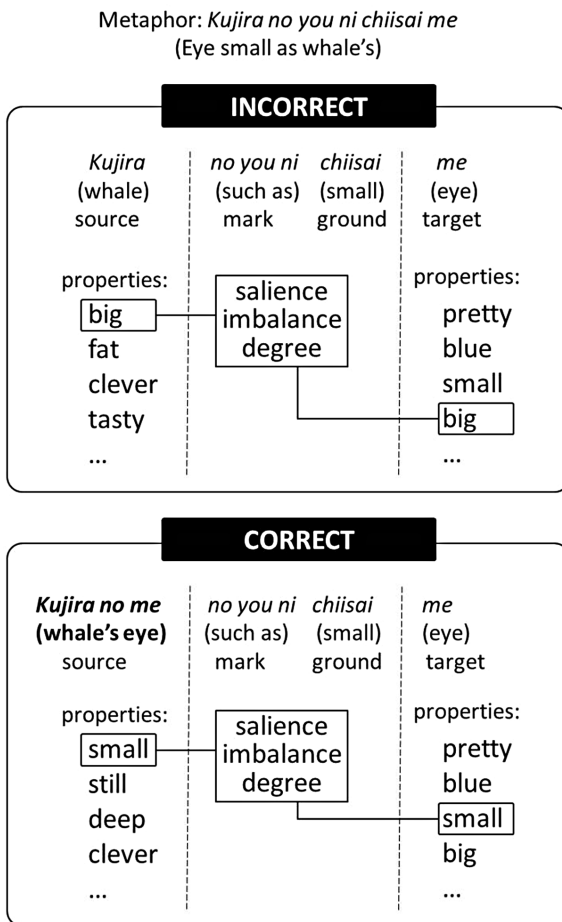 Metaphor: Kujira no you ni chiisai me
(Eye small as whale's)
INCORRECT
Kujira no you ni chiisai me
(whale) (such as) (small) (eye)
source mark ground target
properties: properties:
big salience pretty
fat imbalance blue
clever degree small
tasty big
... ...
CORRECT
Kujira no me no you ni chiisai me
(whale's eye) (such as) (small) (eye)
source mark ground target
properties: properties:
small salience pretty
still imbalance blue
deep degree small
clever big
... ...